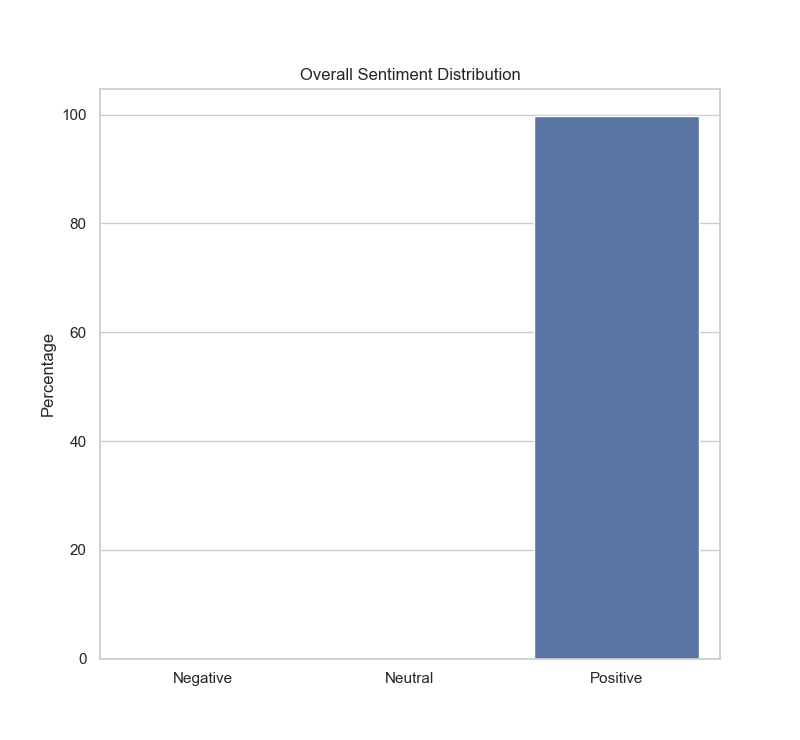 Overall Sentiment Distribution
Percentage
100
80
60
40
20
0
Negative
Neutral
Positive